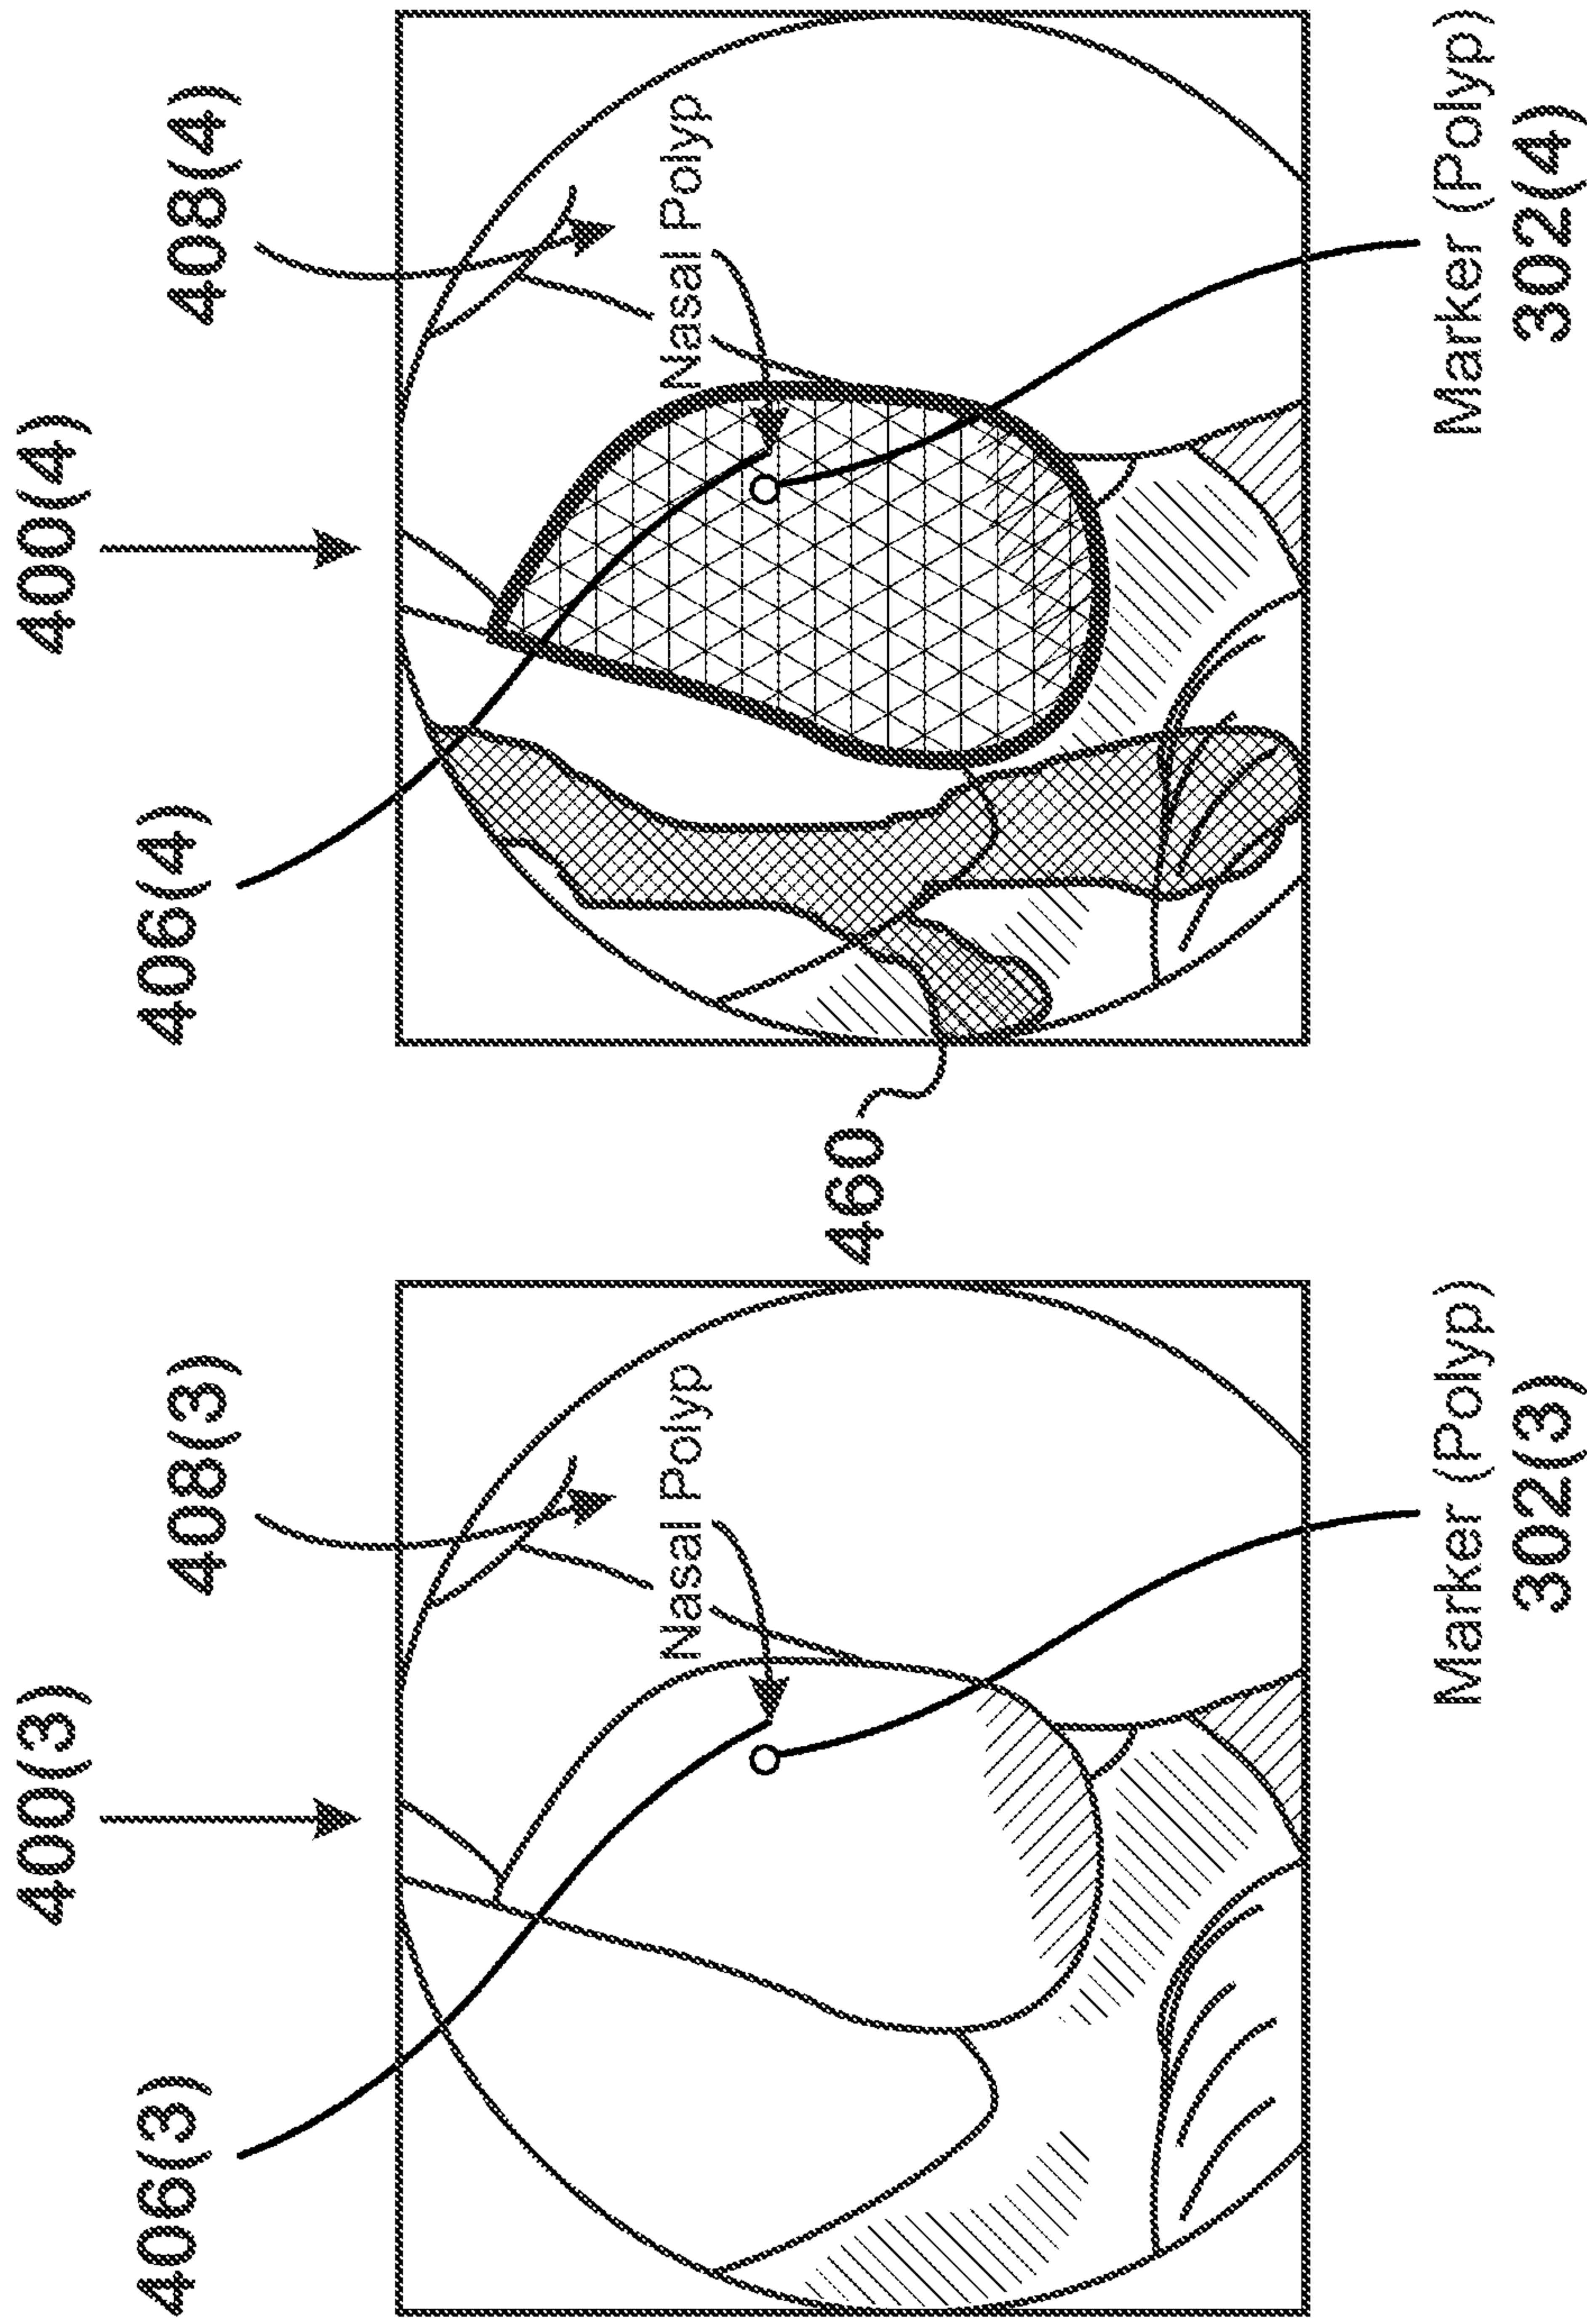 400(3)
406(3)
408(3)
Nasal Polyp
Marker (Polyp)
302(3)
400(4)
406(4)
408(4)
Nasal Polyp
460
Marker (Polyp)
302(4)